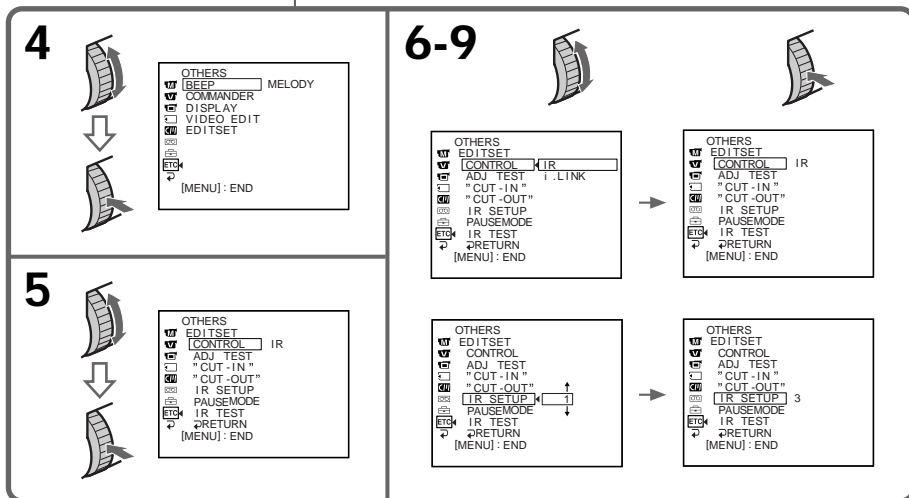 4
OTHERS
BEEP MELODY
COMMANDER
DISPLAY
VIDEO EDIT
EDITSET
ETC
[MENU] : END
5
OTHERS
EDITSET
CONTROL IR
ADJ TEST
"CUT-IN"
"CUT-OUT"
IR SETUP
PAUSEMODE
ETC IR TEST
RETURN
[MENU] : END
6-9
OTHERS
EDITSET
CONTROL IR
ADJ TEST i.LINK
"CUT-IN"
"CUT-OUT"
IR SETUP
PAUSEMODE
ETC IR TEST
RETURN
[MENU] : END
OTHERS
EDITSET
CONTROL IR
ADJ TEST
"CUT-IN"
"CUT-OUT"
IR SETUP
PAUSEMODE
ETC IR TEST
RETURN
[MENU] : END
OTHERS
EDITSET
CONTROL
ADJ TEST
"CUT-IN"
"CUT-OUT"
IR SETUP 1
PAUSEMODE
ETC IR TEST
RETURN
[MENU] : END
OTHERS
EDITSET
CONTROL
ADJ TEST
"CUT-IN"
"CUT-OUT"
IR SETUP 3
PAUSEMODE
ETC IR TEST
RETURN
[MENU] : END